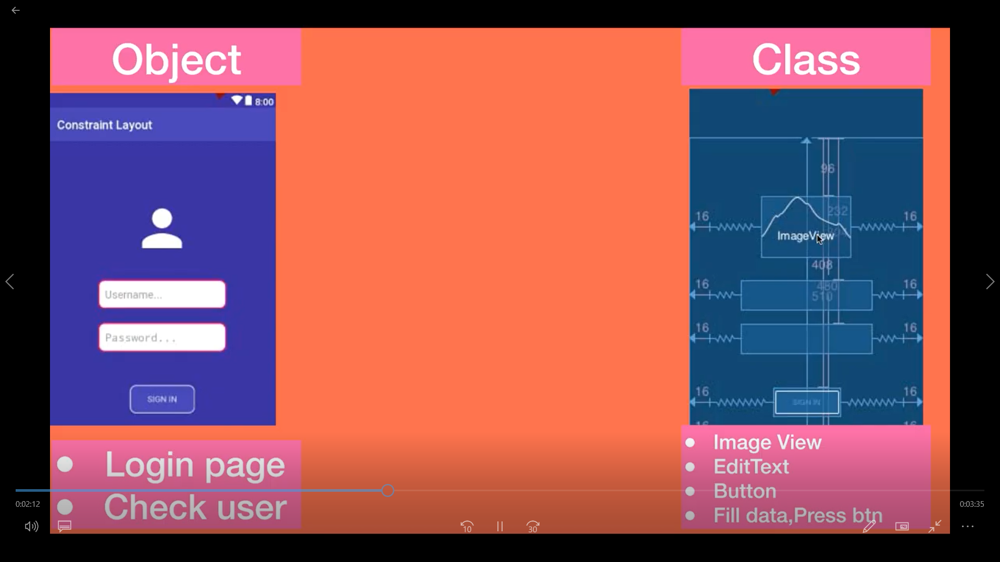 Object
Class
8:00
Constraint Layout
96
232
16
16
ImageView
408
16
16
480
510
Username...
16
16
Password...
16
16
SIGN IN
SIGN IN
Image View
Login page
EditText
Button
Check user
Fill data,Press btn
0:02:12
0:03:35
10
30